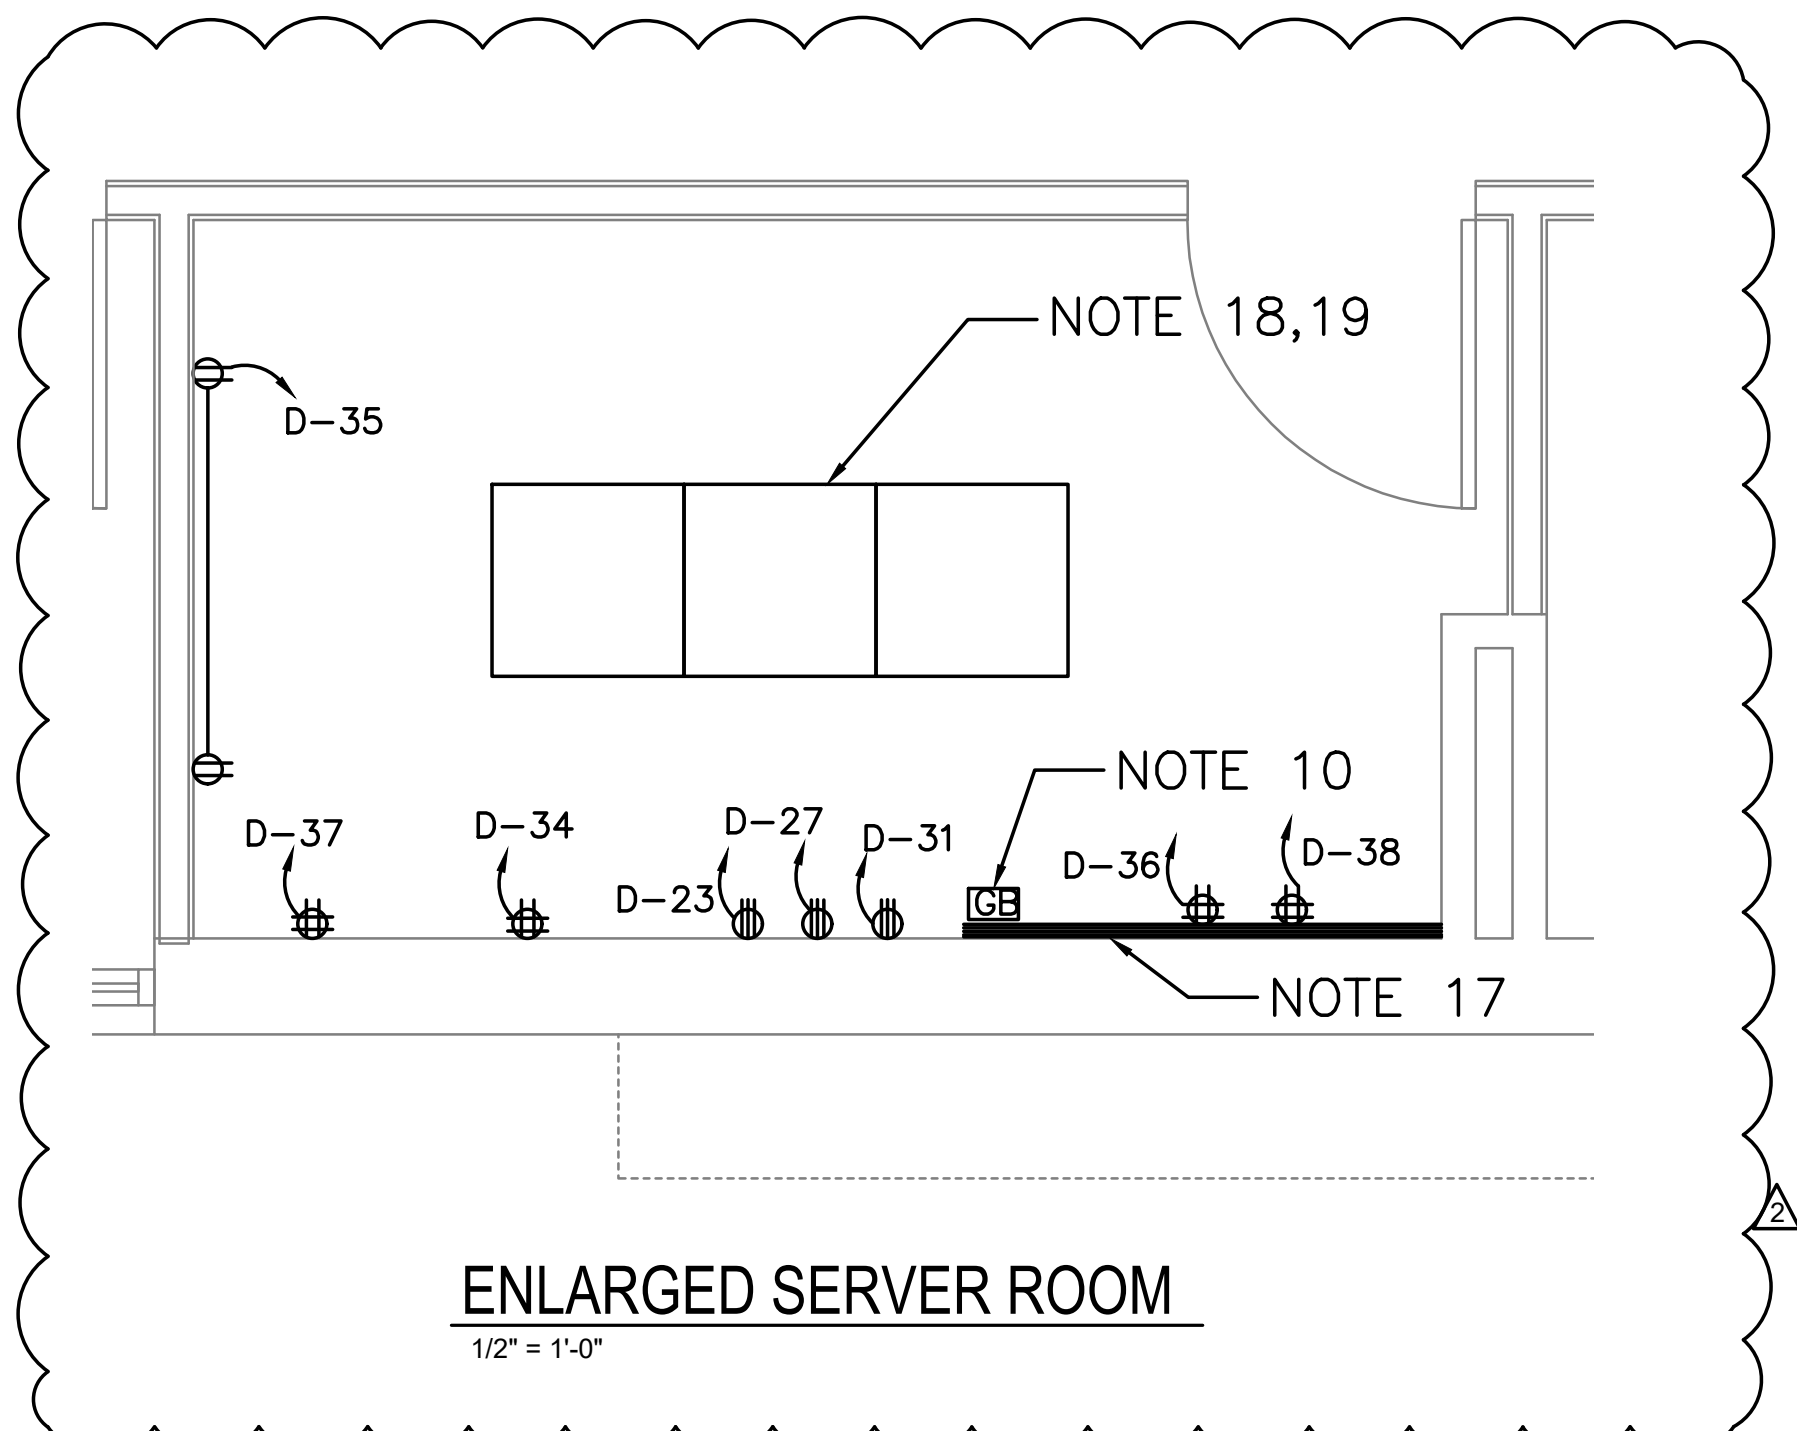 NOTE 18,19
D-35
NOTE 10
D-37
D-34
D-27
D-31
D-23
D-36
D-38
GB
NOTE 17
2
ENLARGED SERVER ROOM
1/2" = 1'-0"